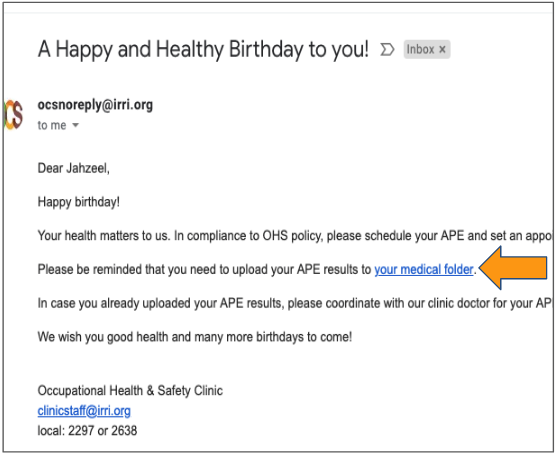 A Happy and Healthy Birthday to you! Inbox ×
CS
ocsnoreply@irri.org
to me
Dear Jahzeel,
Happy birthday!
Your health matters to us. In compliance to OHS policy, please schedule your APE and set an appo
Please be reminded that you need to upload your APE results to your medical folder.
In case you already uploaded your APE results, please coordinate with our clinic doctor for your AP
We wish you good health and many more birthdays to come!
Occupational Health & Safety Clinic
clinicstaff@irri.org
local: 2297 or 2638